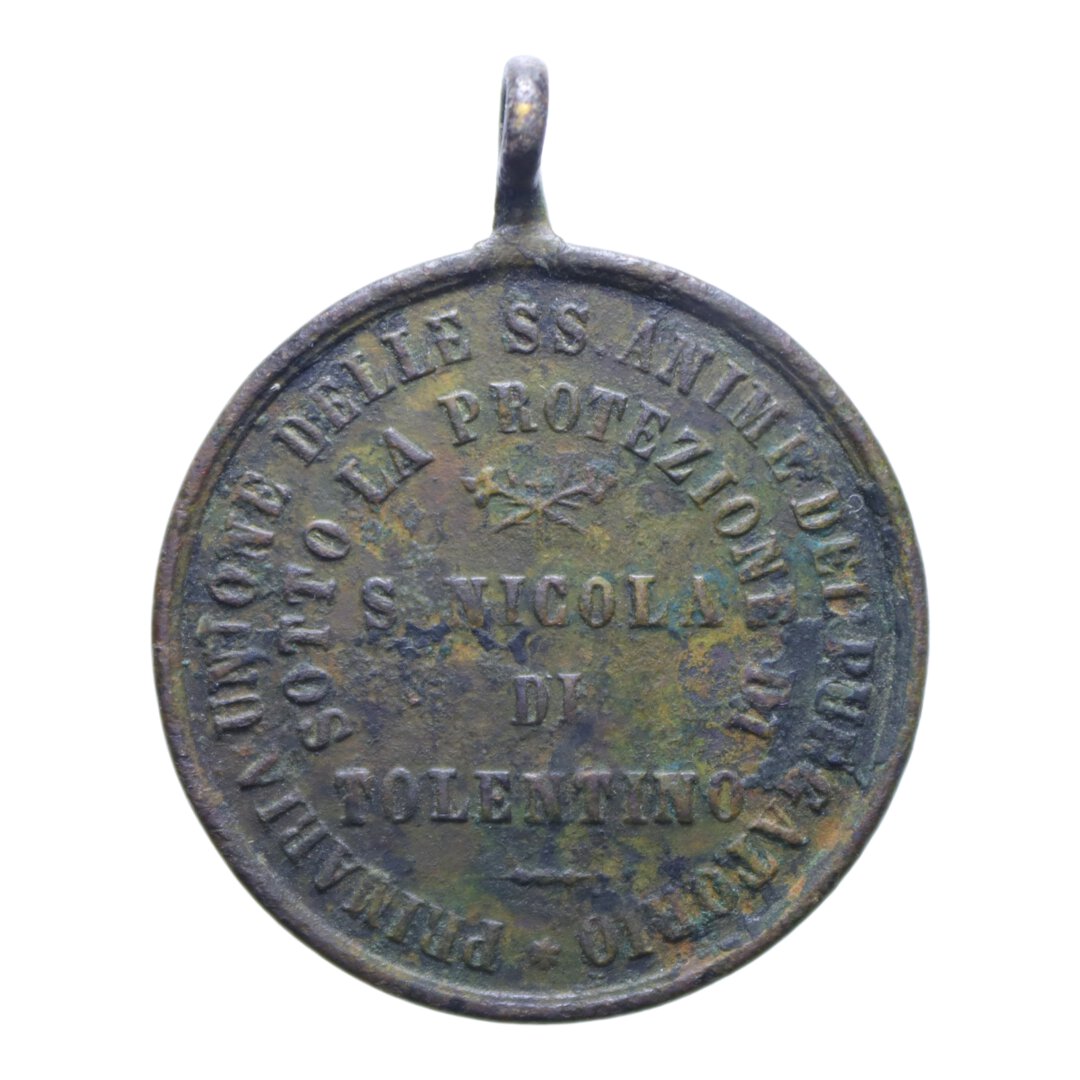 PRIMARIA UNIONE DELLE SS. ANIME DEL PURGATORIO *
SOTTO LA PROTEZIONE DI
S. NICOLA
DI
TOLENTINO